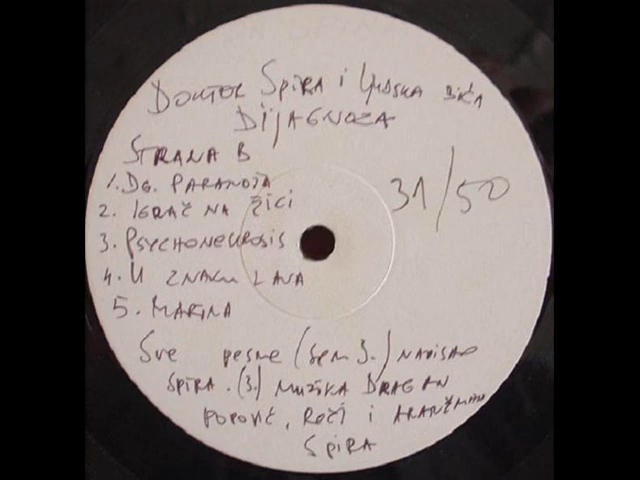 DOKTOR SPIRA I LJUDSKA BIĆA
DIJAGNOZA
STRANA B
1. DG. PARANOJA
2. IGRAČ NA ŽICI
3. PSYCHONEUROSIS
4. U ZNAKU LAVA
5. MARINA
31/50
Sve pesme (sem 3.) NAPISAO
SPIRA. (3.) MUZIKA DRAGAN
POPOVIĆ, REČI I ARANŽMAN
SPIRA